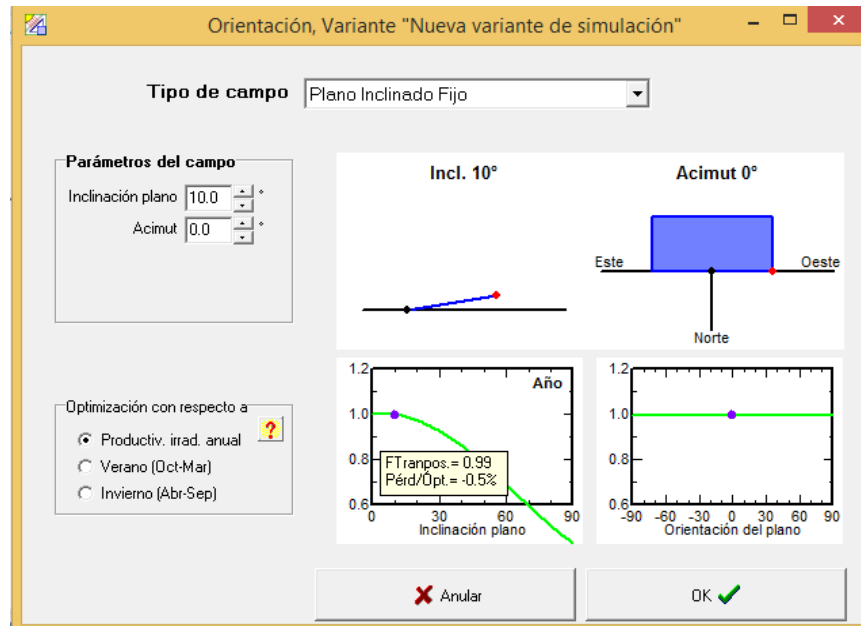 Orientación, Variante "Nueva variante de simulación"
Tipo de campo Plano Inclinado Fijo
Parámetros del campo
Inclinación plano 10.0 °
Acimut 0.0 °
Incl. 10°
Acimut 0°
Este
Oeste
Norte
Optimización con respecto a
?
Productiv. irrad. anual
Verano (Oct-Mar)
Invierno (Abr-Sep)
Año
1.2
1.0
0.8
0.6
FTranpos.= 0.99
Pérd/Ópt.= -0.5%
0 30 60 90
Inclinación plano
1.2
1.0
0.8
0.6
-90 -60 -30 0 30 60 90
Orientación del plano
Anular
OK